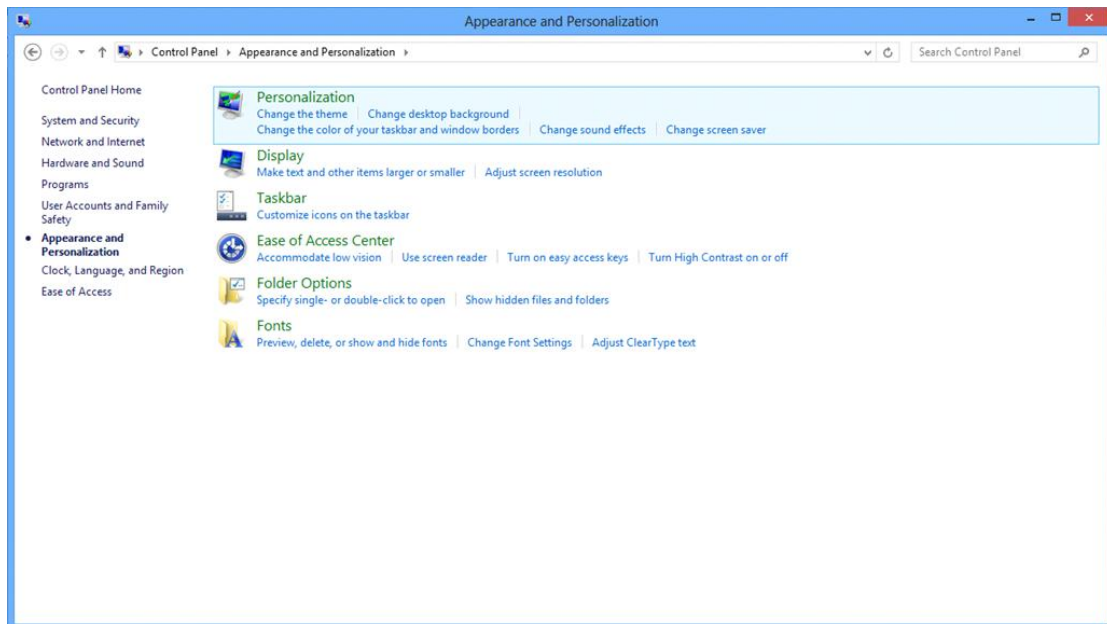 Appearance and Personalization
Control Panel Appearance and Personalization
Search Control Panel
Control Panel Home
System and Security
Network and Internet
Hardware and Sound
Programs
User Accounts and Family
Safety
Appearance and
Personalization
Clock, Language, and Region
Ease of Access
Personalization
Change the theme Change desktop background
Change the color of your taskbar and window borders Change sound effects Change screen saver
Display
Make text and other items larger or smaller Adjust screen resolution
Taskbar
Customize icons on the taskbar
Ease of Access Center
Accommodate low vision Use screen reader Turn on easy access keys Turn High Contrast on or off
Folder Options
Specify single- or double-click to open Show hidden files and folders
Fonts
Preview, delete, or show and hide fonts Change Font Settings Adjust ClearType text